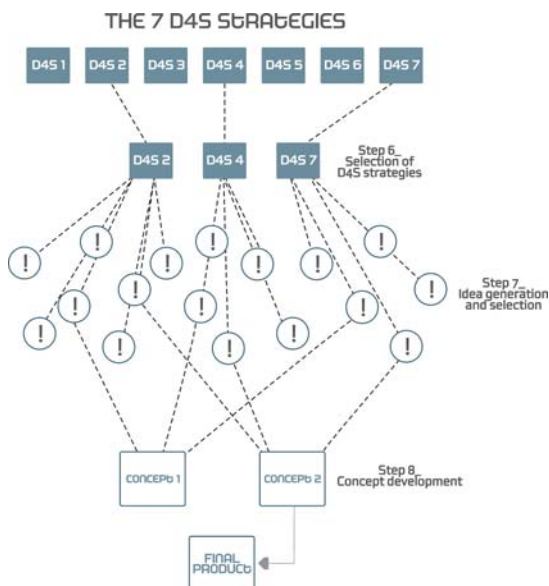 THE 7 D4S STRATEGIES
D4S 1 D4S 2 D4S 3 D4S 4 D4S 5 D4S 6 D4S 7
D4S 2 D4S 4 D4S 7
Step 6_
Selection of
D4S strategies
! ! ! !
! ! ! !
Step 7_
Idea generation
and selection
! ! ! ! !
! ! ! !
CONCEPT 1 CONCEPT 2
Step 8_
Concept development
FINAL
PRODUCT